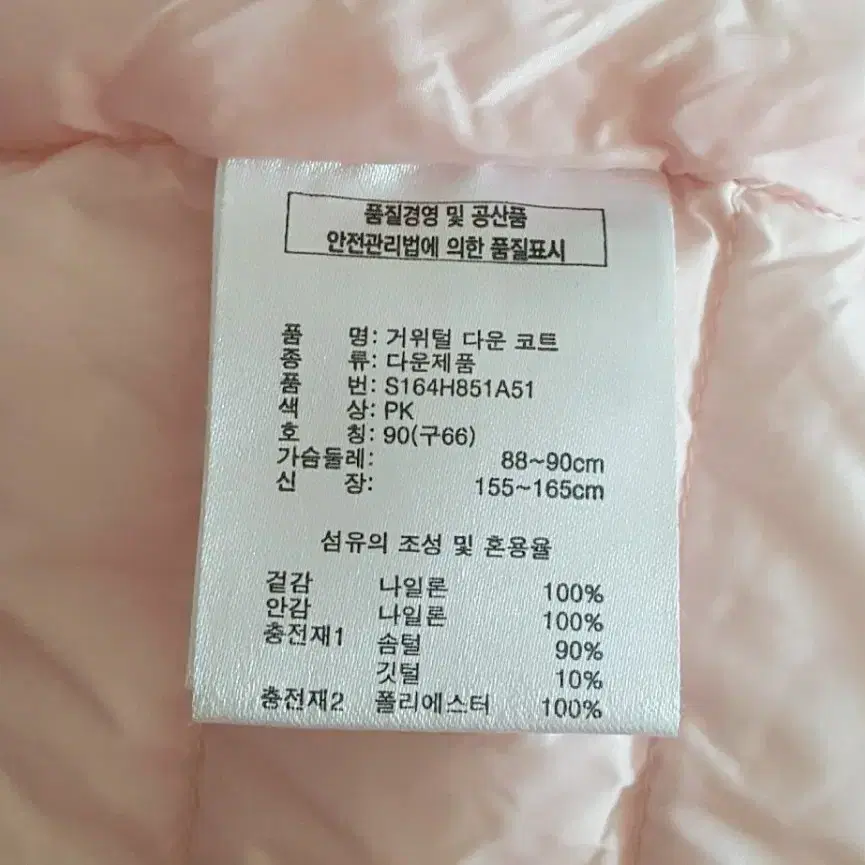 품질경영 및 공산품
안전관리법에 의한 품질표시
품 명: 거위털 다운 코트
종 류: 다운제품
품 번: S164H851A51
색 상: PK
호 칭: 90(구66)
가슴둘레: 88~90cm
신 장: 155~165cm
섬유의 조성 및 혼용율
겉감 나일론 100%
안감 나일론 100%
충전재1 솜털 90%
깃털 10%
충전재2 폴리에스터 100%